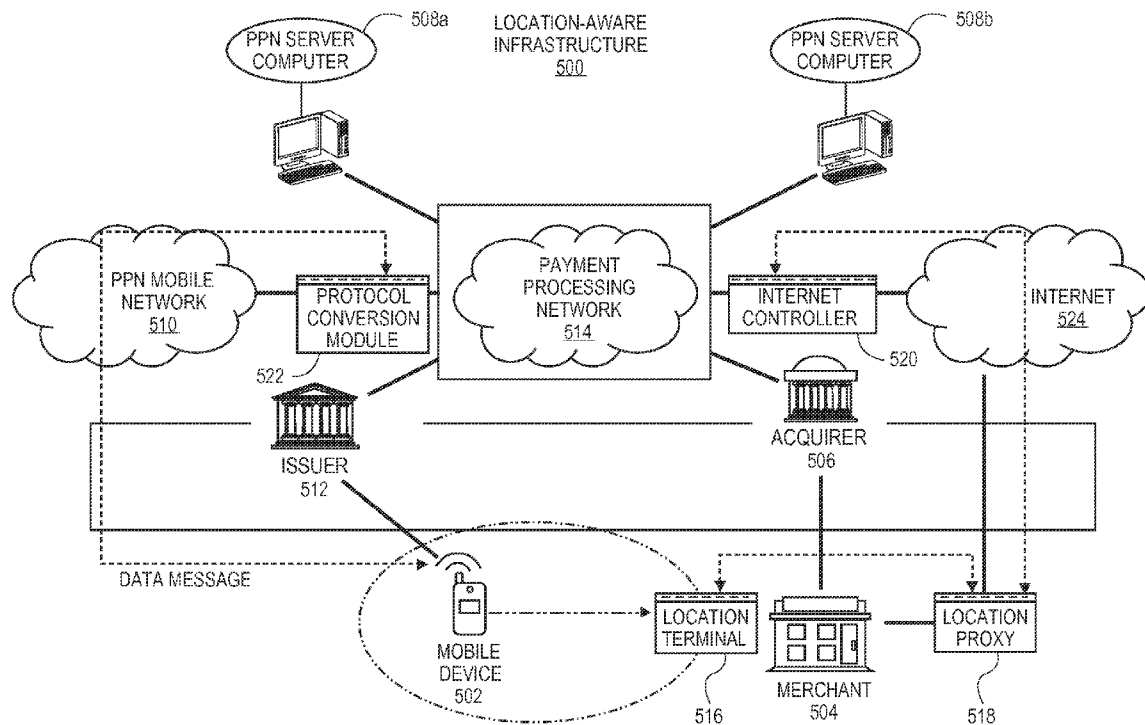 508a
PPN SERVER
COMPUTER
LOCATION-AWARE
INFRASTRUCTURE
500
508b
PPN SERVER
COMPUTER
PPN MOBILE
NETWORK
510
PROTOCOL
CONVERSION
MODULE
522
PAYMENT
PROCESSING
NETWORK
514
INTERNET
CONTROLLER
520
INTERNET
524
ISSUER
512
ACQUIRER
506
DATA MESSAGE
MOBILE
DEVICE
502
LOCATION
TERMINAL
516
MERCHANT
504
LOCATION
PROXY
518